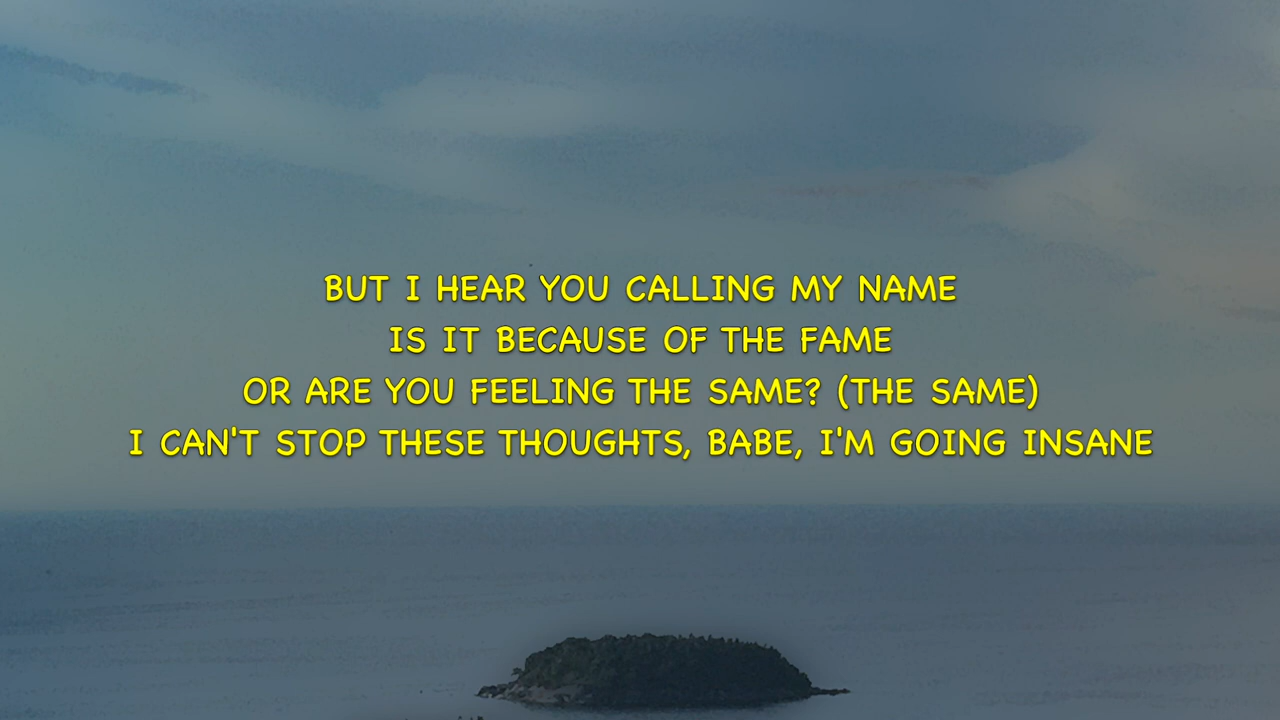 BUT I HEAR YOU CALLING MY NAME
IS IT BECAUSE OF THE FAME
OR ARE YOU FEELING THE SAME? (THE SAME)
I CAN'T STOP THESE THOUGHTS, BABE, I'M GOING INSANE